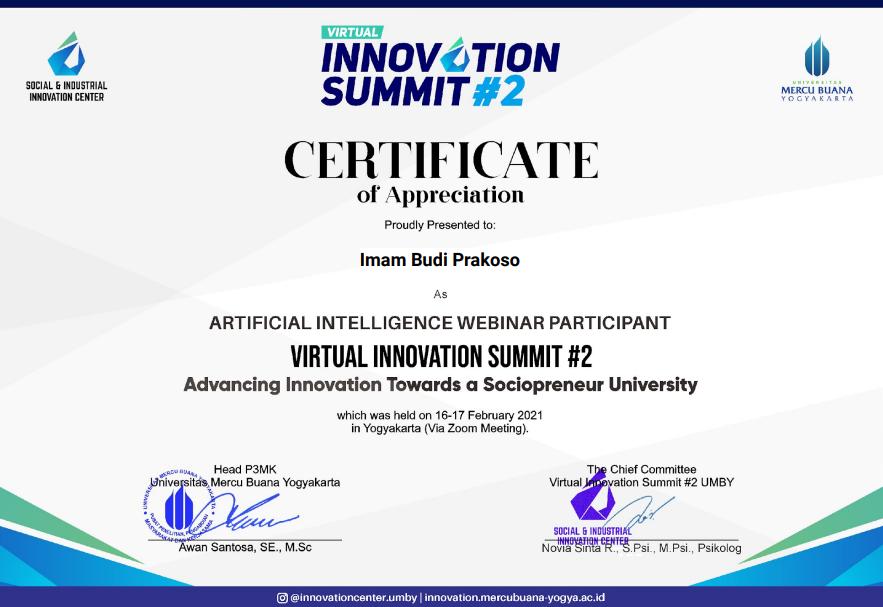 VIRTUAL
INNOVATION
SUMMIT #2
SOCIAL & INDUSTRIAL
INNOVATION CENTER
UNIVERSITAS
MERCU BUANA
YOGYAKARTA
CERTIFICATE
of Appreciation
Proudly Presented to:
Imam Budi Prakoso
As
ARTIFICIAL INTELLIGENCE WEBINAR PARTICIPANT
VIRTUAL INNOVATION SUMMIT #2
Advancing Innovation Towards a Sociopreneur University
which was held on 16-17 February 2021
in Yogyakarta (Via Zoom Meeting).
Head P3MK
Universitas Mercu Buana Yogyakarta
UNIVERSITAS MERCU BUANA YOGYAKARTA
Awan Santosa, SE., M.Sc
The Chief Committee
Virtual Innovation Summit #2 UMBY
SOCIAL & INDUSTRIAL
INNOVATION CENTER
Novia Sinta R., S.Psi., M.Psi., Psikolog
@innovationcenter.umby | innovation.mercubuana-yogya.ac.id